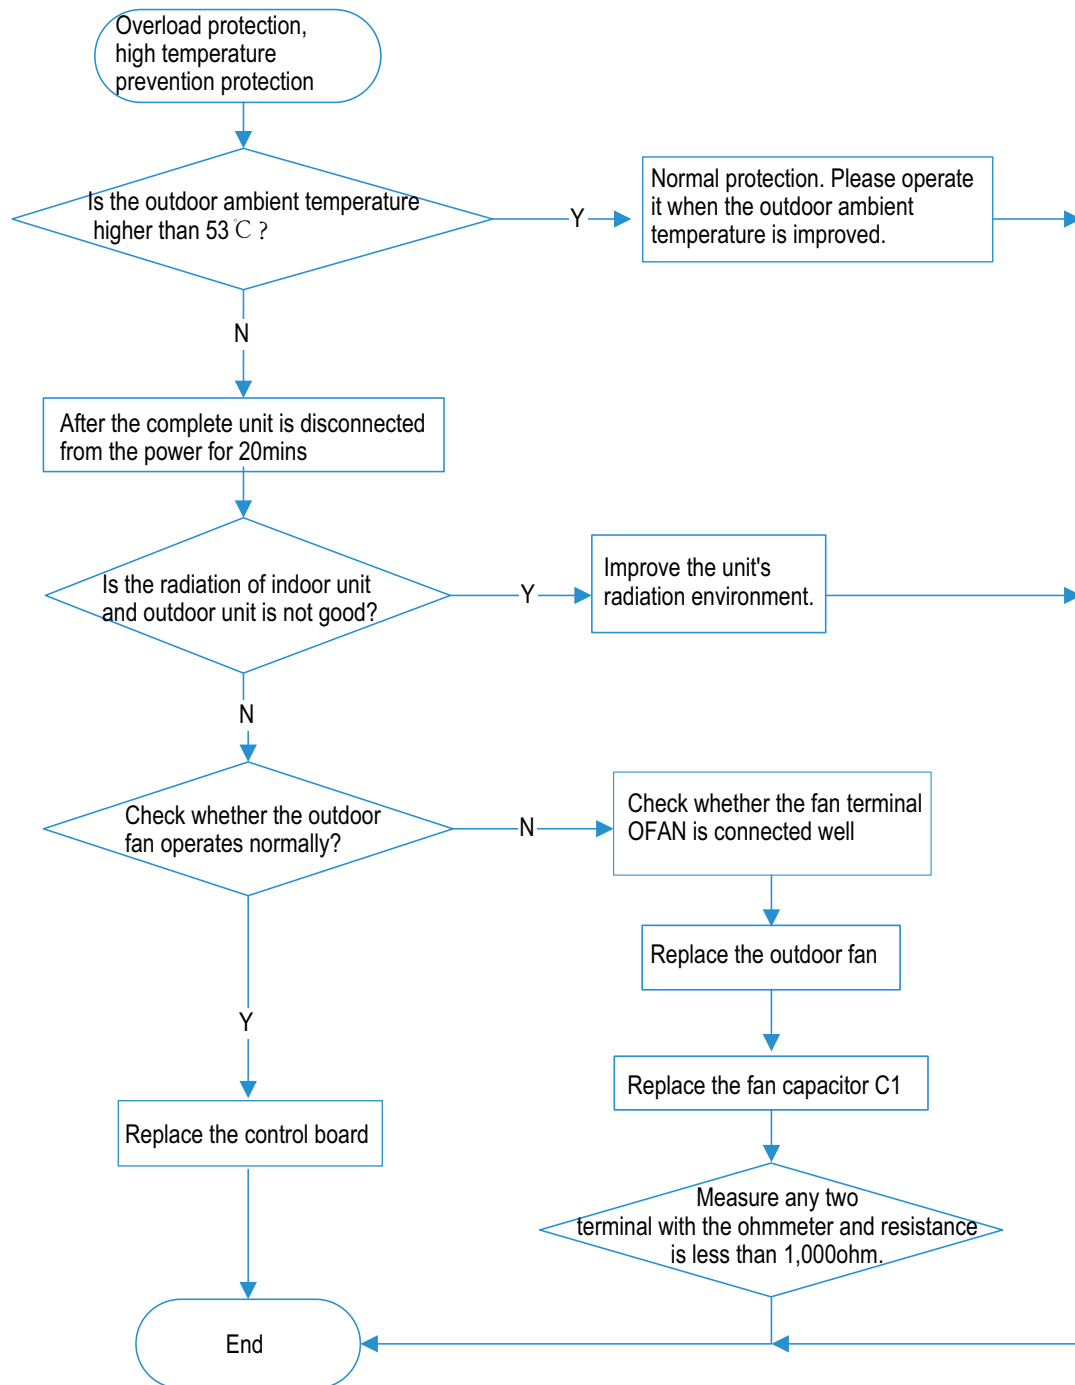 Overload protection,
high temperature
prevention protection
Is the outdoor ambient temperature
higher than 53℃ ?
Y
Normal protection. Please operate
it when the outdoor ambient
temperature is improved.
N
After the complete unit is disconnected
from the power for 20mins
Is the radiation of indoor unit
and outdoor unit is not good?
Y
Improve the unit's
radiation environment.
N
Check whether the outdoor
fan operates normally?
N
Check whether the fan terminal
OFAN is connected well
Replace the outdoor fan
Y
Replace the fan capacitor C1
Replace the control board
Measure any two
terminal with the ohmmeter and resistance
is less than 1,000ohm.
End